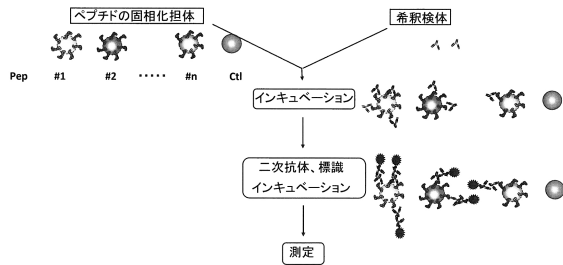 ペプチドの固相化担体
希釈検体
Pep #1 #2 ····· #n Ctl
インキュベーション
二次抗体、標識
インキュベーション
測定